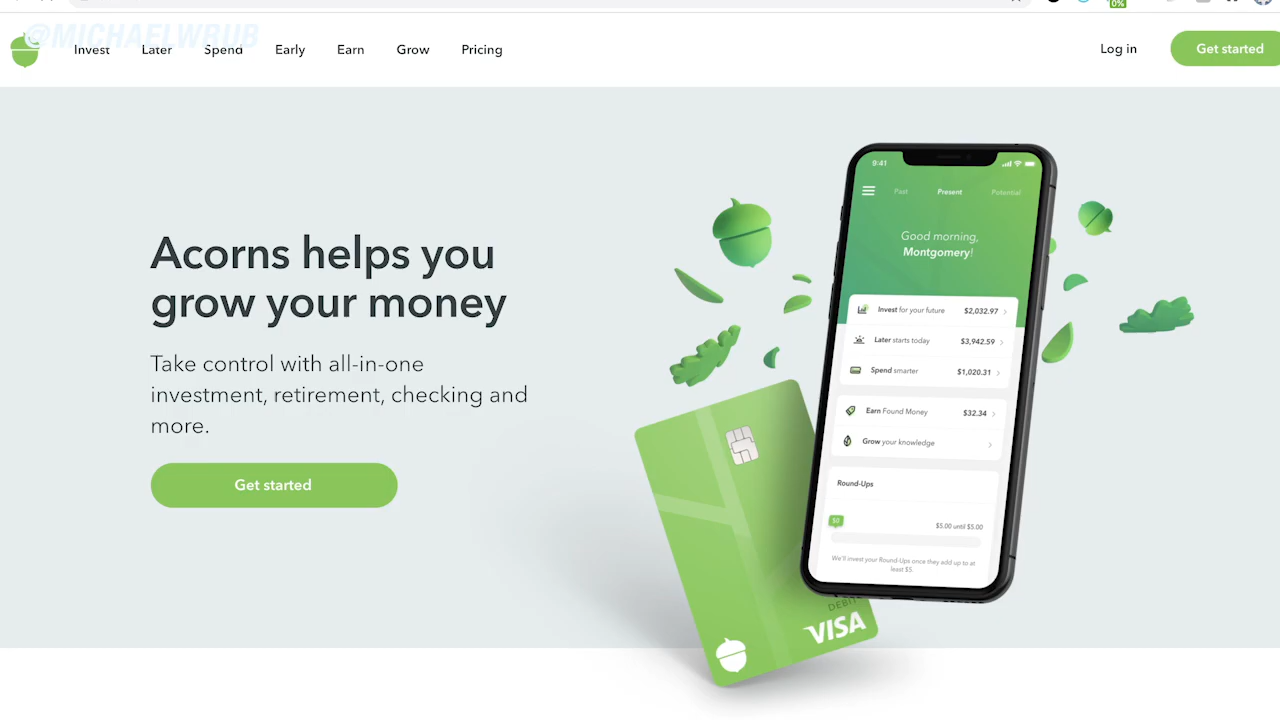 0%
@MICHAELWRUB
Invest Later Spend Early Earn Grow Pricing Log in Get started
Acorns helps you
grow your money
Take control with all-in-one
investment, retirement, checking and
more.
Get started
9:41
Past Present Potential
Good morning,
Montgomery!
Invest for your future $2,032.97
Later starts today $3,942.59
Spend smarter $1,020.31
Earn Found Money $32.34
Grow your knowledge
Round-Ups
$0
$5.00 until $5.00
We'll invest your Round-Ups once they add up to at
least $5.
DEBIT
VISA